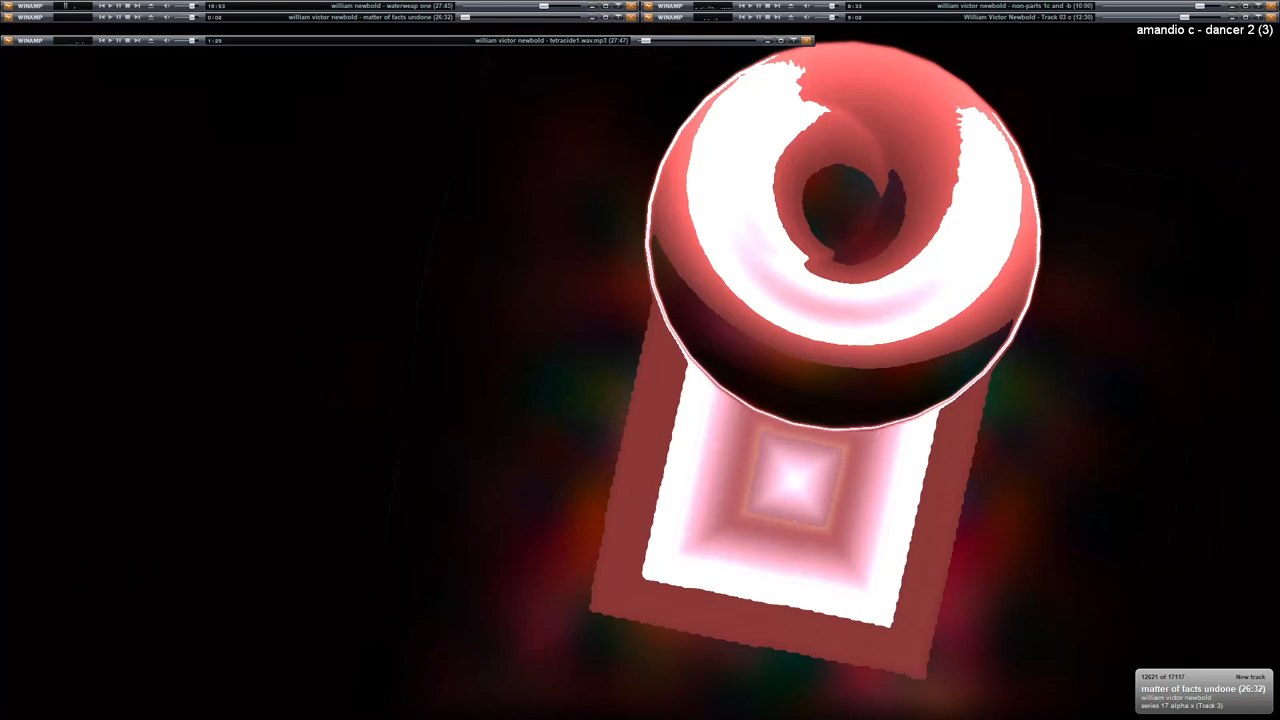 WINAMP 19:53 william newbold - waterweap one (27:45)
WINAMP 8:33 william victor newbold - non-parts 1c and -b (10:00)
WINAMP 0:02 william victor newbold - matter of facts undone (26:32)
WINAMP 9:02 William Victor Newbold - Track 03 c (12:30)
amandio c - dancer 2 (3)
WINAMP 1:29 william victor newbold - tetracide1.wav.mp3 (27:47)
12621 of 17117 New track
matter of facts undone (26:32)
william victor newbold
series 17 alpha x (Track 3)